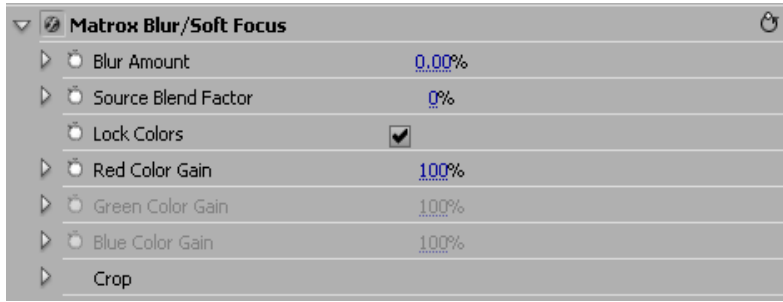 Matrox Blur/Soft Focus
Blur Amount 0.00%
Source Blend Factor 0%
Lock Colors
Red Color Gain 100%
Green Color Gain 100%
Blue Color Gain 100%
Crop